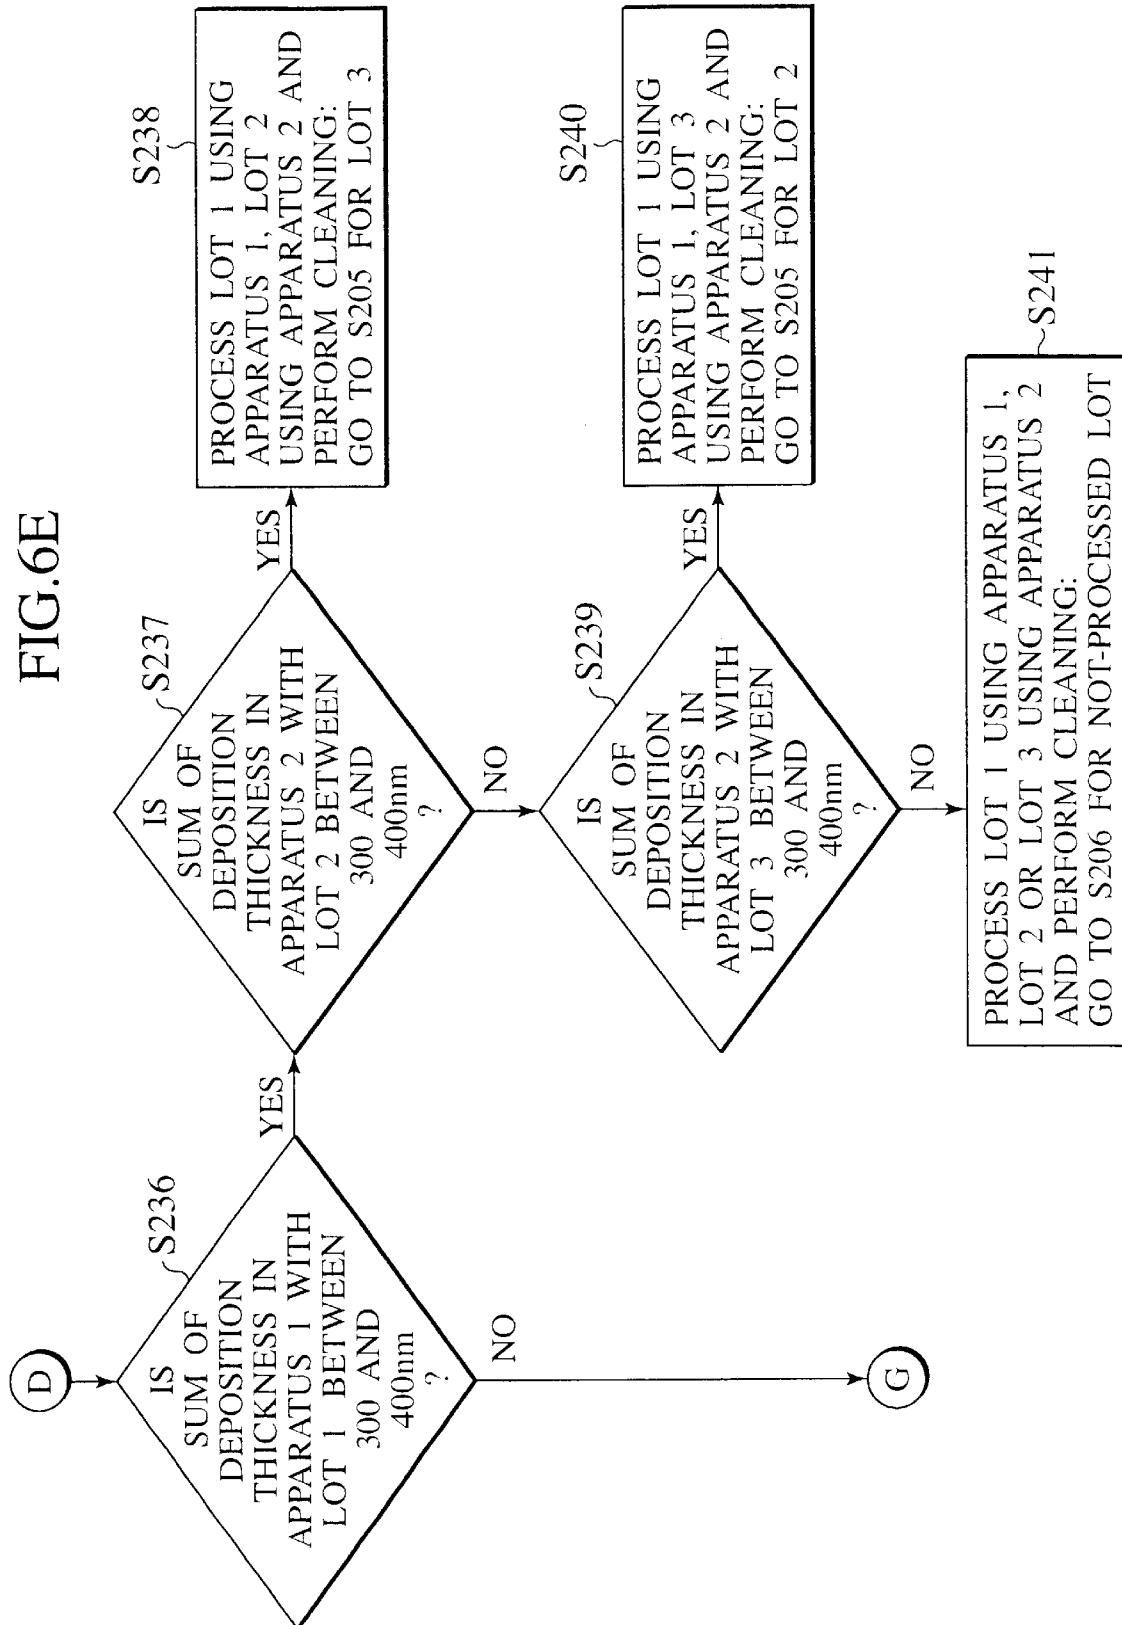 FIG.6E
D
S236
IS
SUM OF
DEPOSITION
THICKNESS IN
APPARATUS 1 WITH
LOT 1 BETWEEN
300 AND
400nm
?
YES
NO
G
S237
IS
SUM OF
DEPOSITION
THICKNESS IN
APPARATUS 2 WITH
LOT 2 BETWEEN
300 AND
400nm
?
YES
NO
S238
PROCESS LOT 1 USING
APPARATUS 1, LOT 2
USING APPARATUS 2 AND
PERFORM CLEANING:
GO TO S205 FOR LOT 3
S239
IS
SUM OF
DEPOSITION
THICKNESS IN
APPARATUS 2 WITH
LOT 3 BETWEEN
300 AND
400nm
?
YES
NO
S240
PROCESS LOT 1 USING
APPARATUS 1, LOT 3
USING APPARATUS 2 AND
PERFORM CLEANING:
GO TO S205 FOR LOT 2
S241
PROCESS LOT 1 USING APPARATUS 1,
LOT 2 OR LOT 3 USING APPARATUS 2
AND PERFORM CLEANING:
GO TO S206 FOR NOT-PROCESSED LOT